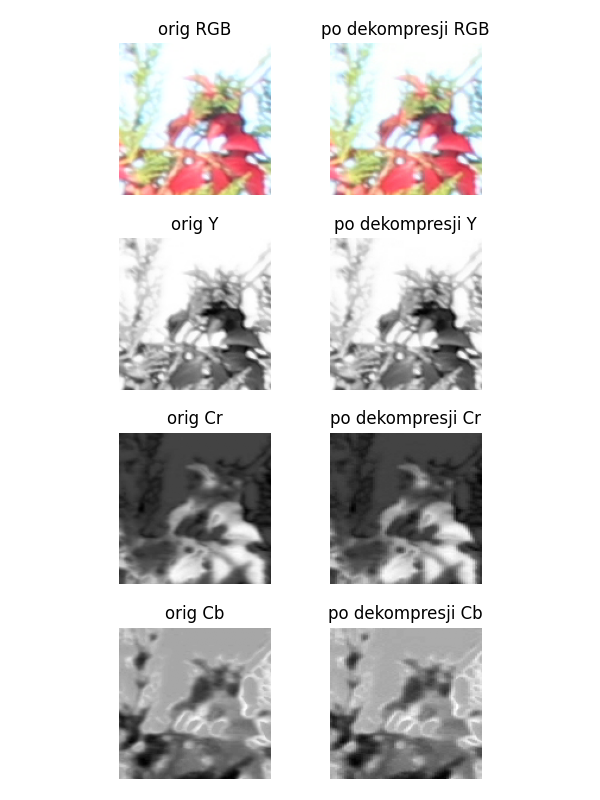 orig RGB
po dekompresji RGB
orig Y
po dekompresji Y
orig Cr
po dekompresji Cr
orig Cb
po dekompresji Cb